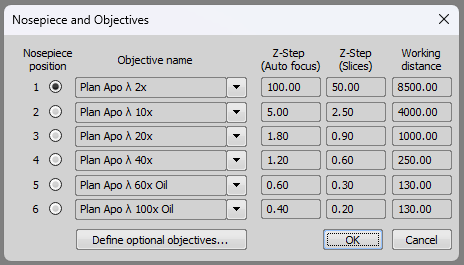 Nosepiece and Objectives
Nosepiece position
Objective name
Z-Step (Auto focus)
Z-Step (Slices)
Working distance
1 Plan Apo λ 2x 100.00 50.00 8500.00
2 Plan Apo λ 10x 5.00 2.50 4000.00
3 Plan Apo λ 20x 1.80 0.90 1000.00
4 Plan Apo λ 40x 1.20 0.60 250.00
5 Plan Apo λ 60x Oil 0.60 0.30 130.00
6 Plan Apo λ 100x Oil 0.40 0.20 130.00
Define optional objectives... OK Cancel